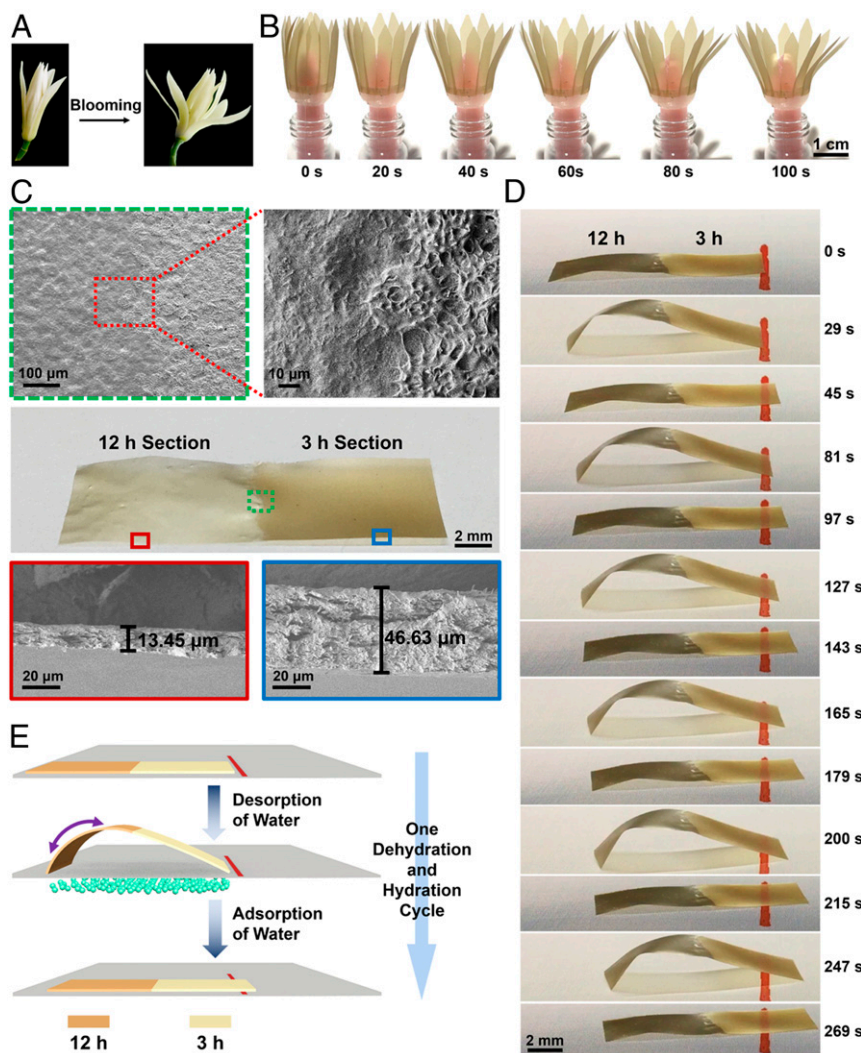 A
Blooming
B
0 s
20 s
40 s
60s
80 s
100 s
1 cm
C
100 µm
10 µm
12 h Section
3 h Section
2 mm
13.45 µm
20 µm
46.63 µm
20 µm
D
12 h
3 h
0 s
29 s
45 s
81 s
97 s
127 s
143 s
165 s
179 s
200 s
215 s
247 s
269 s
2 mm
E
Desorption
of Water
Adsorption
of Water
One
Dehydration
and
Hydration
Cycle
12 h
3 h